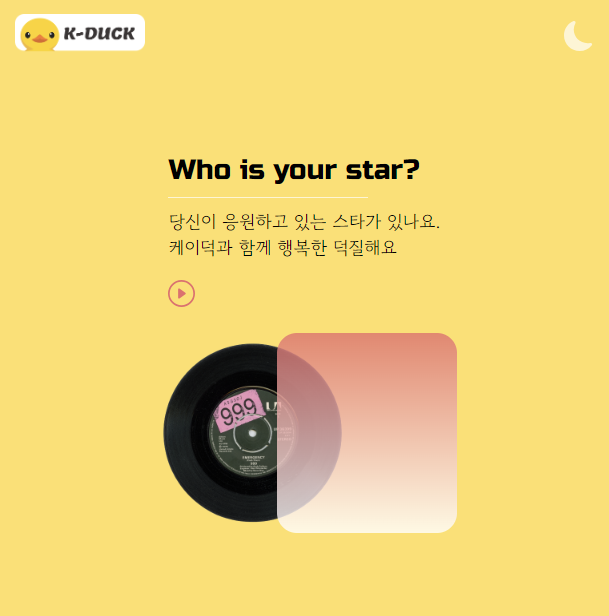 K-DUCK
Who is your star?
당신이 응원하고 있는 스타가 있나요.
케이덕과 함께 행복한 덕질해요
999
EMERGENCY